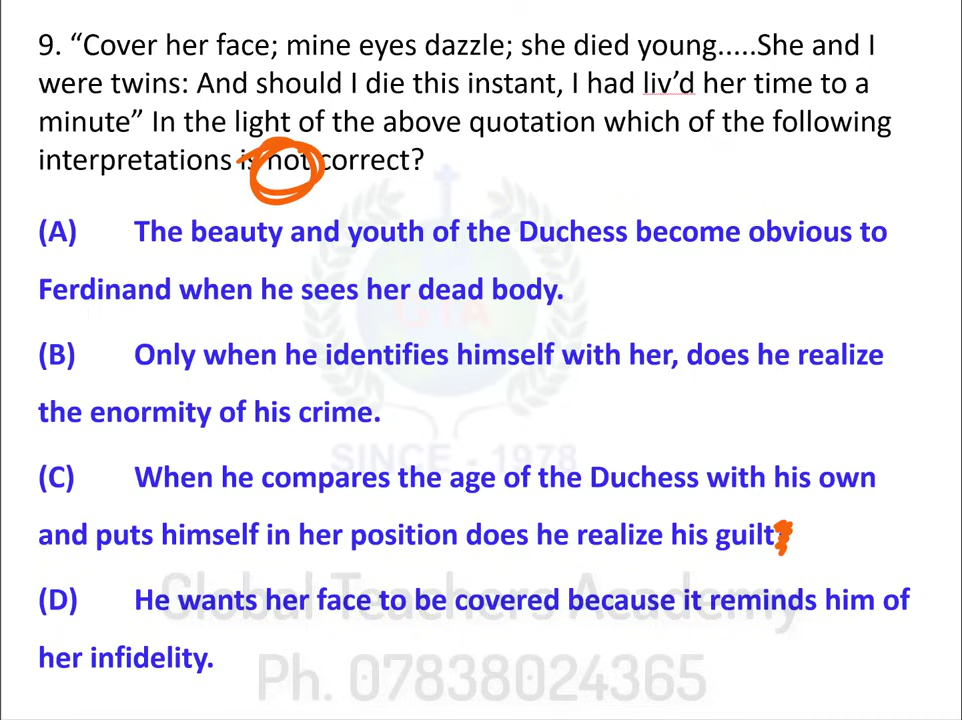 9. “Cover her face; mine eyes dazzle; she died young.....She and I
were twins: And should I die this instant, I had liv’d her time to a
minute” In the light of the above quotation which of the following
interpretations is not correct?
(A) The beauty and youth of the Duchess become obvious to
Ferdinand when he sees her dead body.
(B) Only when he identifies himself with her, does he realize
the enormity of his crime.
SINCE - 1978
(C) When he compares the age of the Duchess with his own
and puts himself in her position does he realize his guilt
Global Teachers Academy
(D) He wants her face to be covered because it reminds him of
her infidelity.
Ph. 07838024365